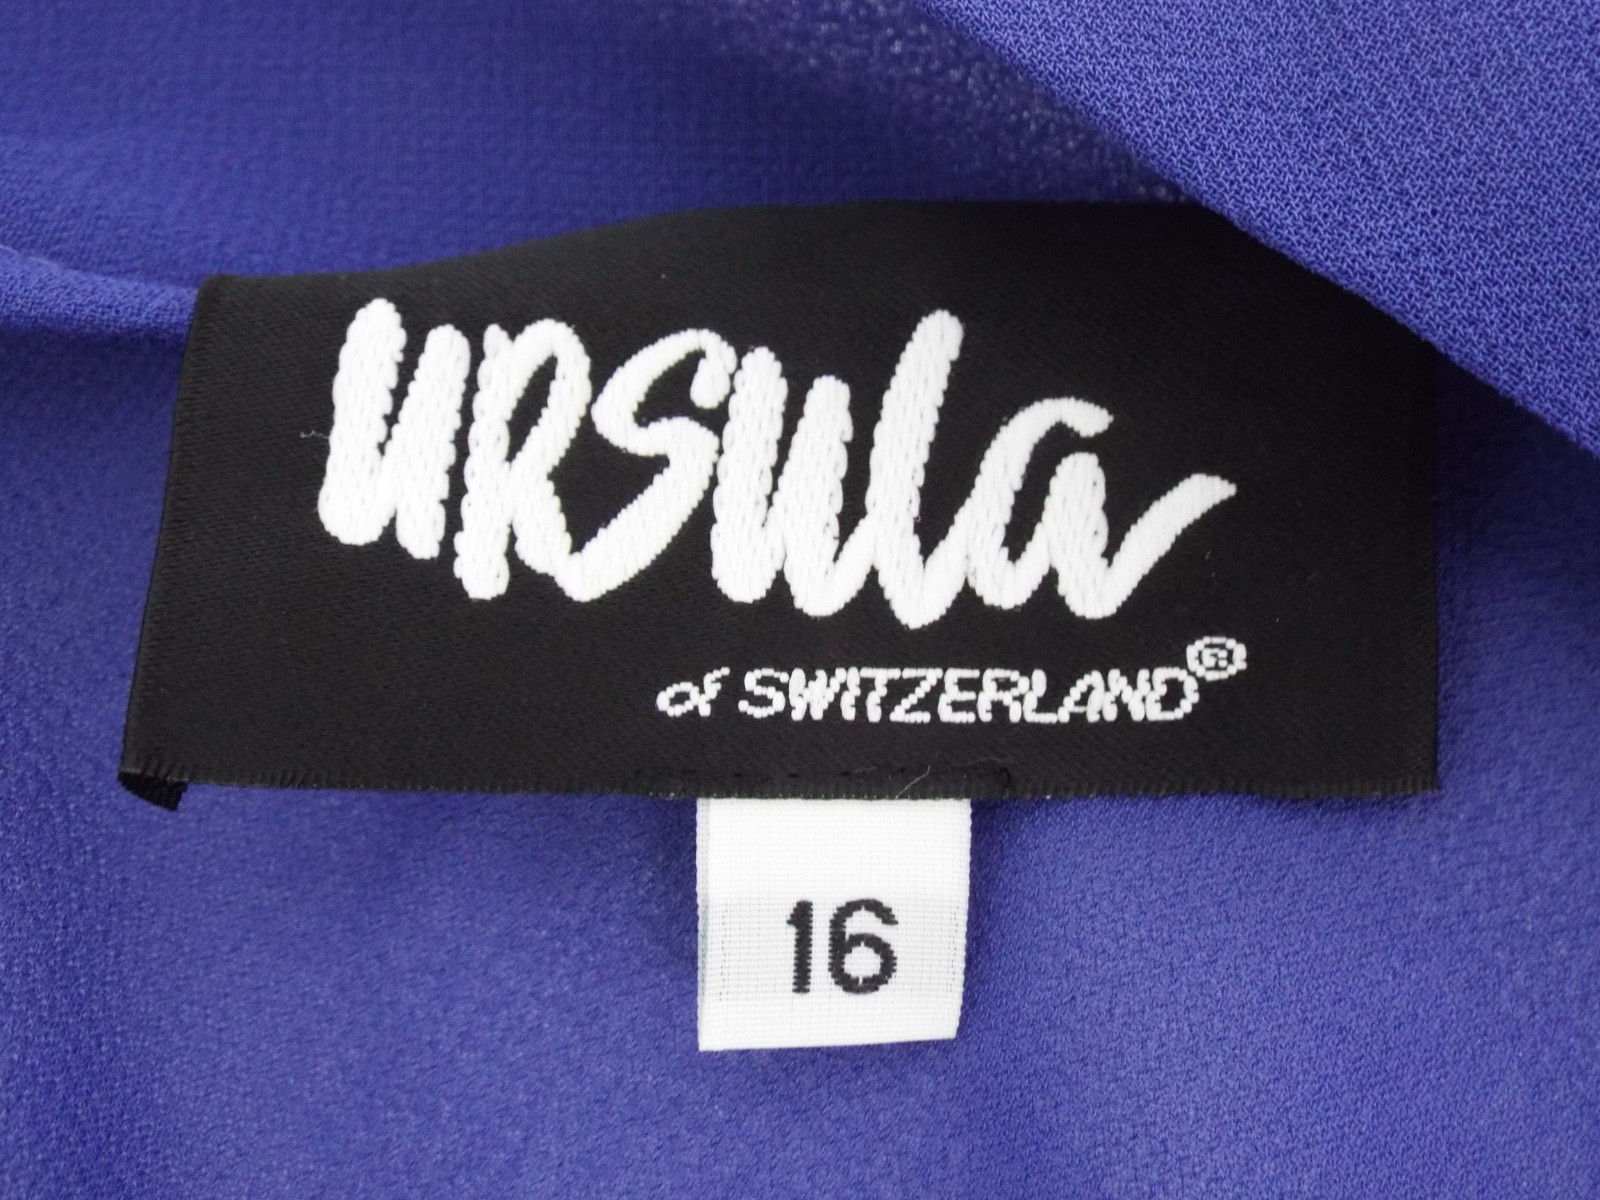 URSULA
of SWITZERLAND®
16